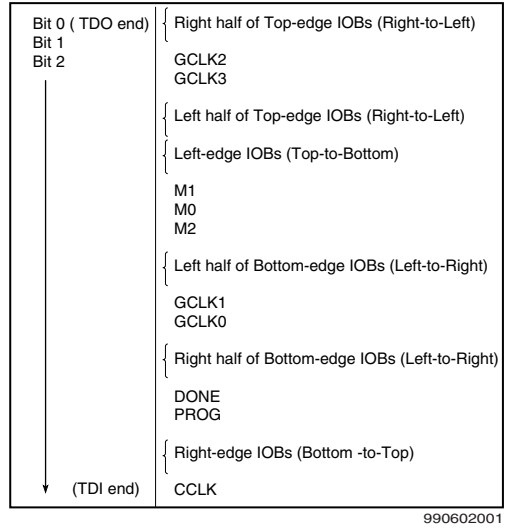 Bit 0 ( TDO end)
Bit 1
Bit 2
Right half of Top-edge IOBs (Right-to-Left)
GCLK2
GCLK3
Left half of Top-edge IOBs (Right-to-Left)
Left-edge IOBs (Top-to-Bottom)
M1
M0
M2
Left half of Bottom-edge IOBs (Left-to-Right)
GCLK1
GCLK0
Right half of Bottom-edge IOBs (Left-to-Right)
DONE
PROG
Right-edge IOBs (Bottom -to-Top)
(TDI end)
CCLK
990602001